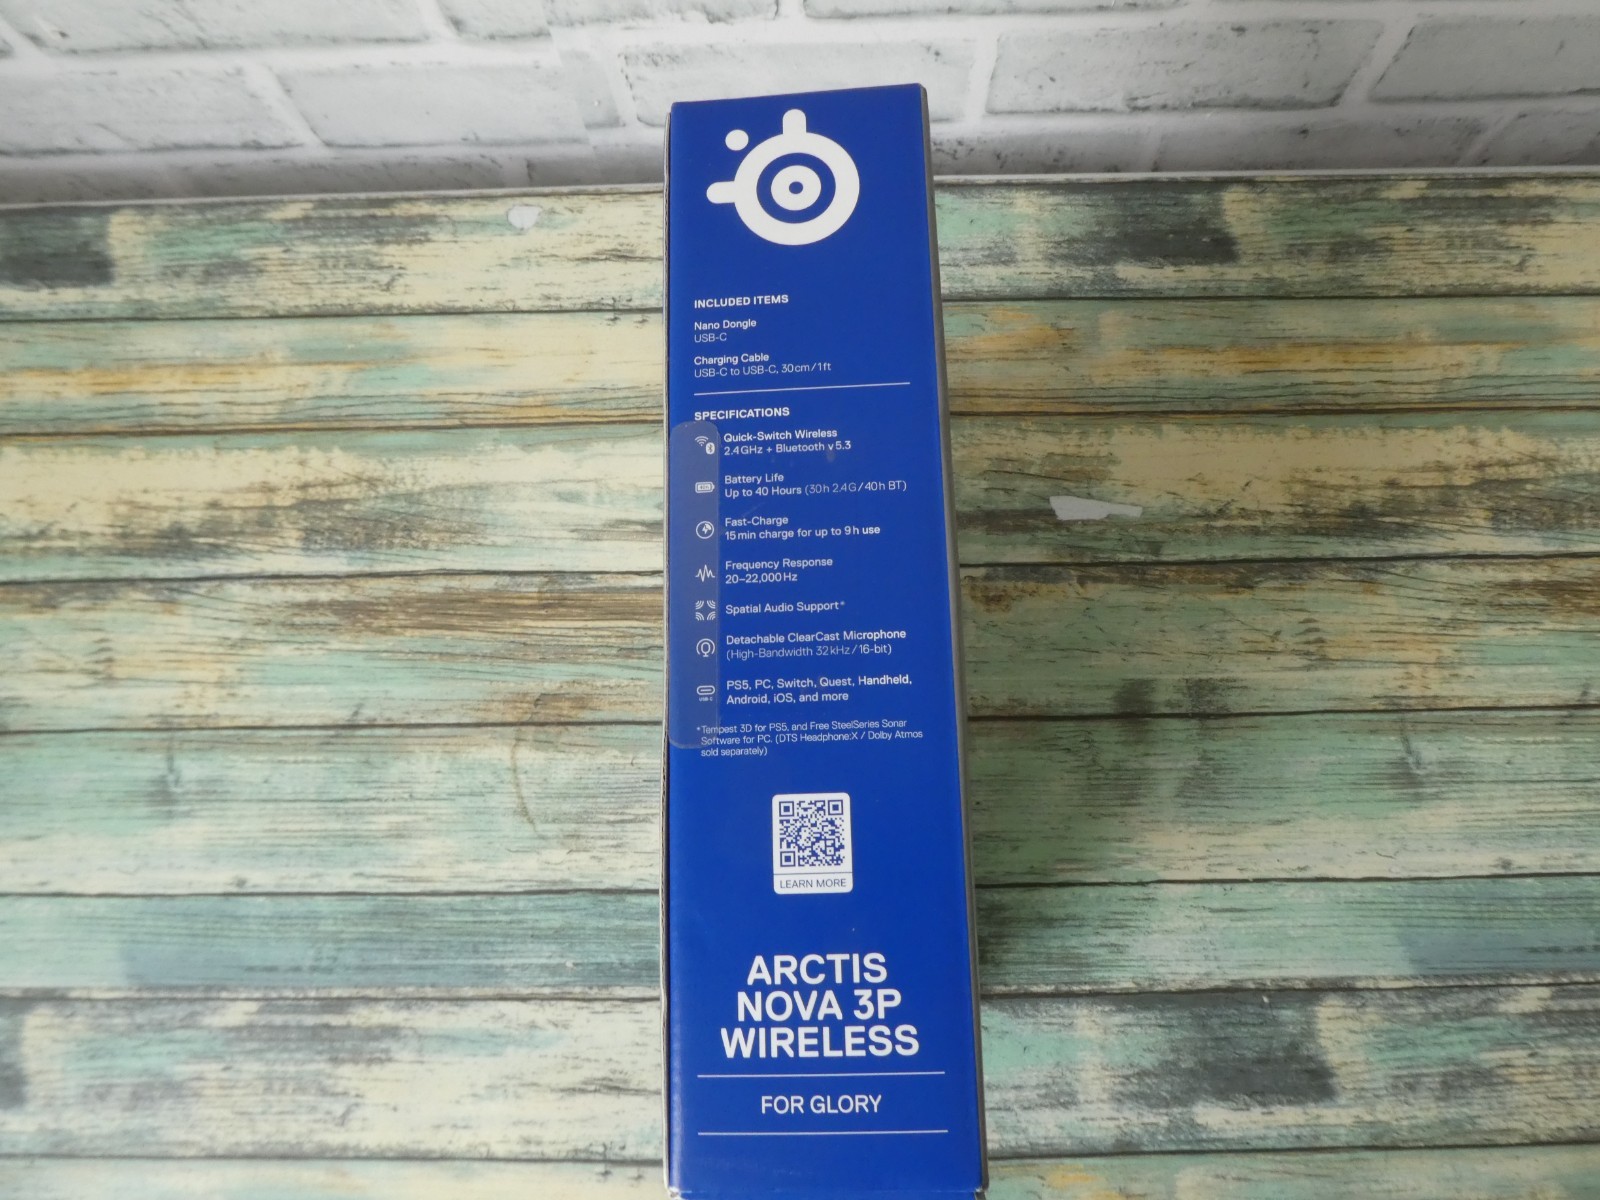 INCLUDED ITEMS
Nano Dongle
USB-C
Charging Cable
USB-C to USB-C, 30cm/1ft
SPECIFICATIONS
Quick-Switch Wireless
2.4GHz + Bluetooth v5.3
Battery Life
Up to 40 Hours (30h 2.4G/40h BT)
Fast-Charge
15min charge for up to 9h use
Frequency Response
20–22,000Hz
Spatial Audio Support*
Detachable ClearCast Microphone
(High-Bandwidth 32kHz/16-bit)
USB-C
PS5, PC, Switch, Quest, Handheld,
Android, iOS, and more
*Tempest 3D for PS5, and Free SteelSeries Sonar
Software for PC. (DTS Headphone:X / Dolby Atmos
sold separately)
LEARN MORE
ARCTIS
NOVA 3P
WIRELESS
FOR GLORY